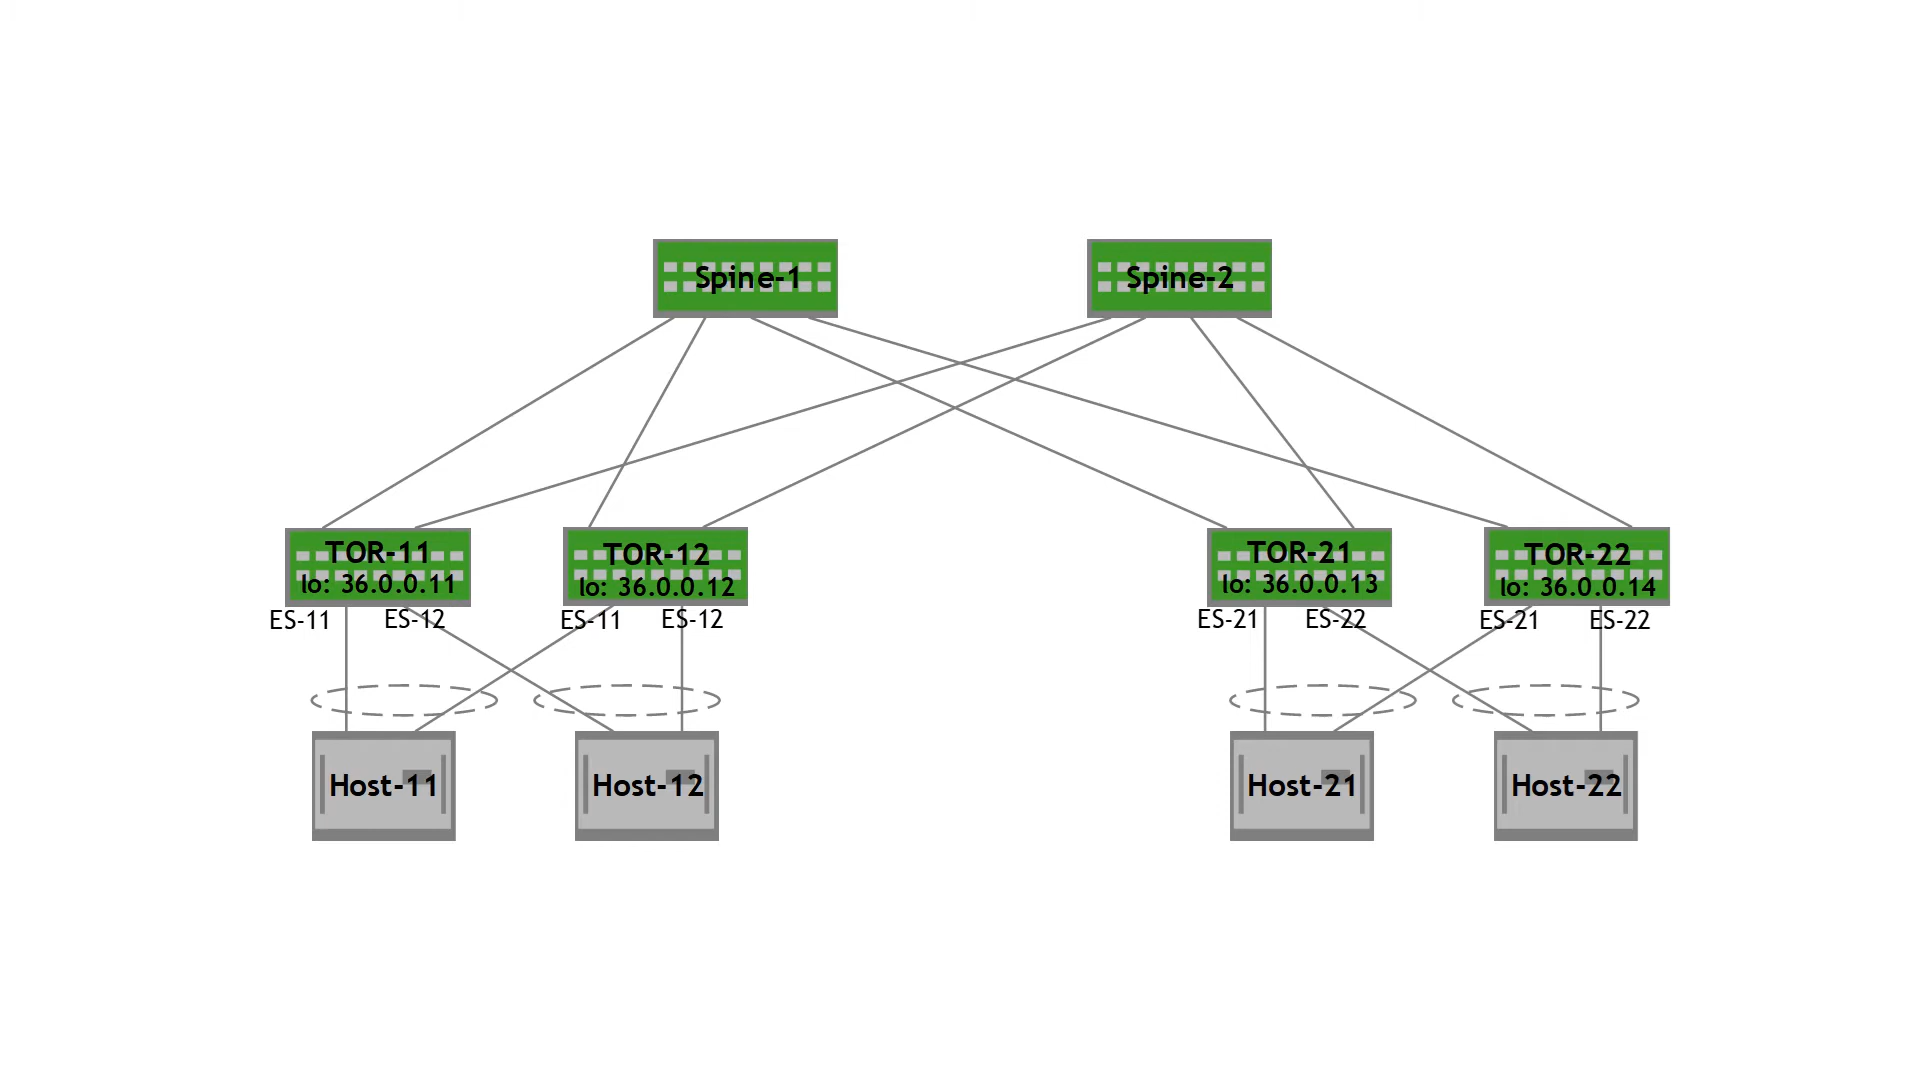 Spine-1
Spine-2
TOR-11
lo: 36.0.0.11
TOR-12
lo: 36.0.0.12
TOR-21
lo: 36.0.0.13
TOR-22
lo: 36.0.0.14
ES-11
ES-12
ES-11
ES-12
ES-21
ES-22
ES-21
ES-22
Host-11
Host-12
Host-21
Host-22